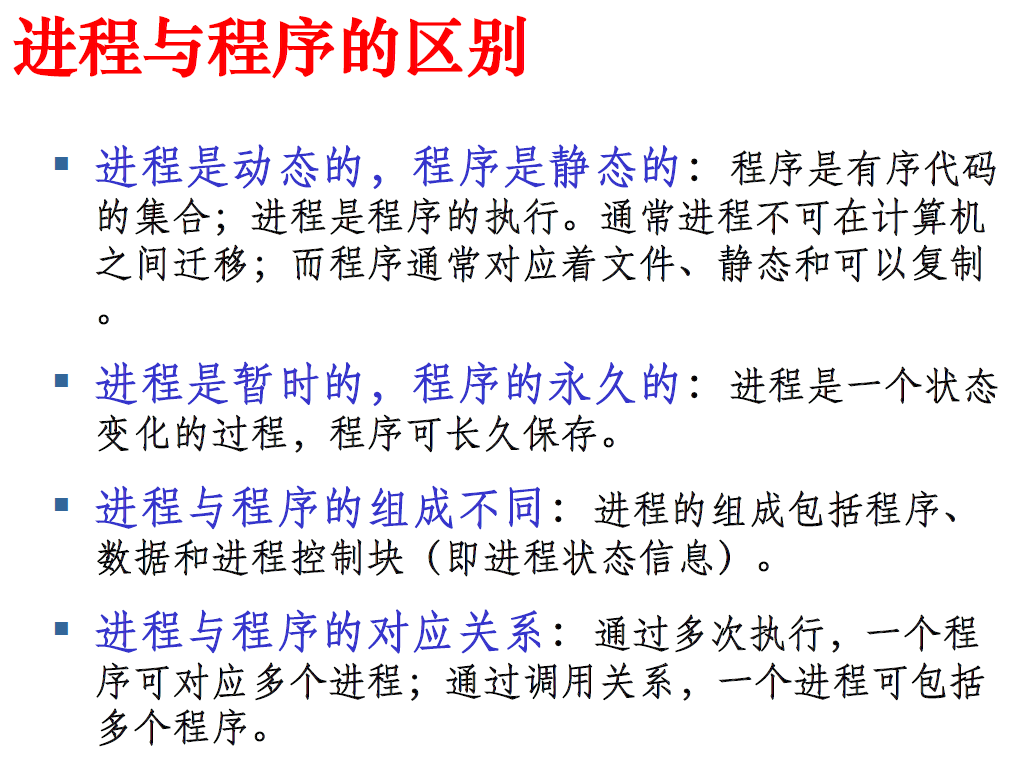 进程与程序的区别
进程是动态的，程序是静态的：程序是有序代码
的集合；进程是程序的执行。通常进程不可在计算机
之间迁移；而程序通常对应着文件、静态和可以复制
。
进程是暂时的，程序的永久的：进程是一个状态
变化的过程，程序可长久保存。
进程与程序的组成不同：进程的组成包括程序、
数据和进程控制块（即进程状态信息）。
进程与程序的对应关系：通过多次执行，一个程
序可对应多个进程；通过调用关系，一个进程可包括
多个程序。